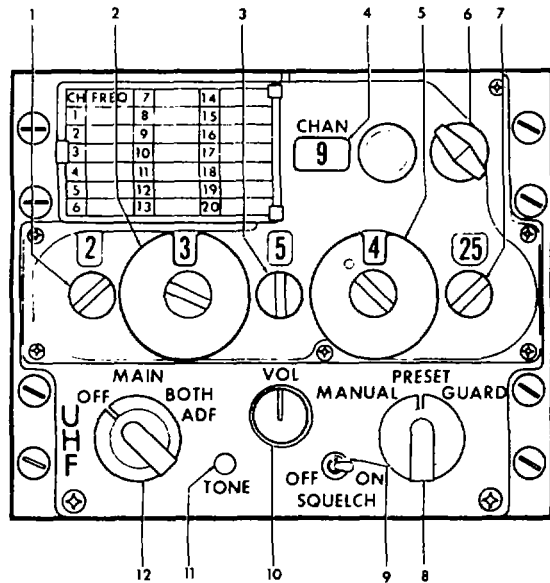 1 2 3 4 5 6 7
CH FREQ 7 14
1 8 15
2 9 16
3 10 17
4 11 18
5 12 19
6 13 20
CHAN
9
2 3 5 4 25
MAIN VOL PRESET
OFF BOTH MANUAL GUARD
ADF
UHF
TONE OFF ON
SQUELCH
12 11 10 9 8